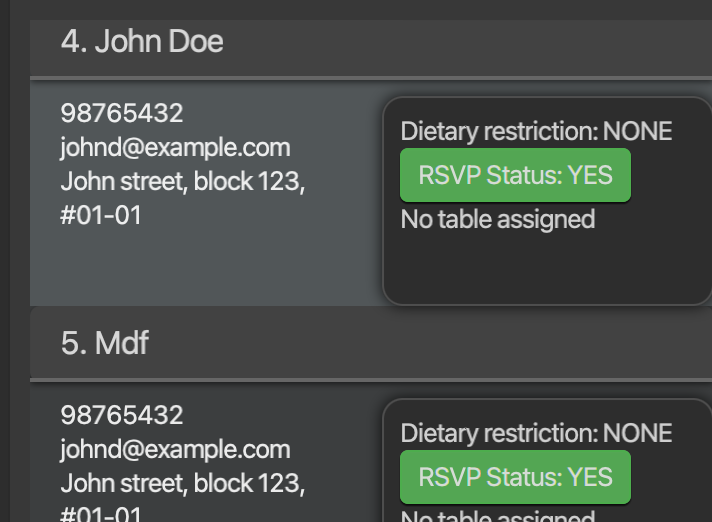 4. John Doe
98765432
johnd@example.com
John street, block 123,
#01-01
Dietary restriction: NONE
RSVP Status: YES
No table assigned
5. Mdf
98765432
johnd@example.com
John street, block 123,
#01-01
Dietary restriction: NONE
RSVP Status: YES
No table assigned